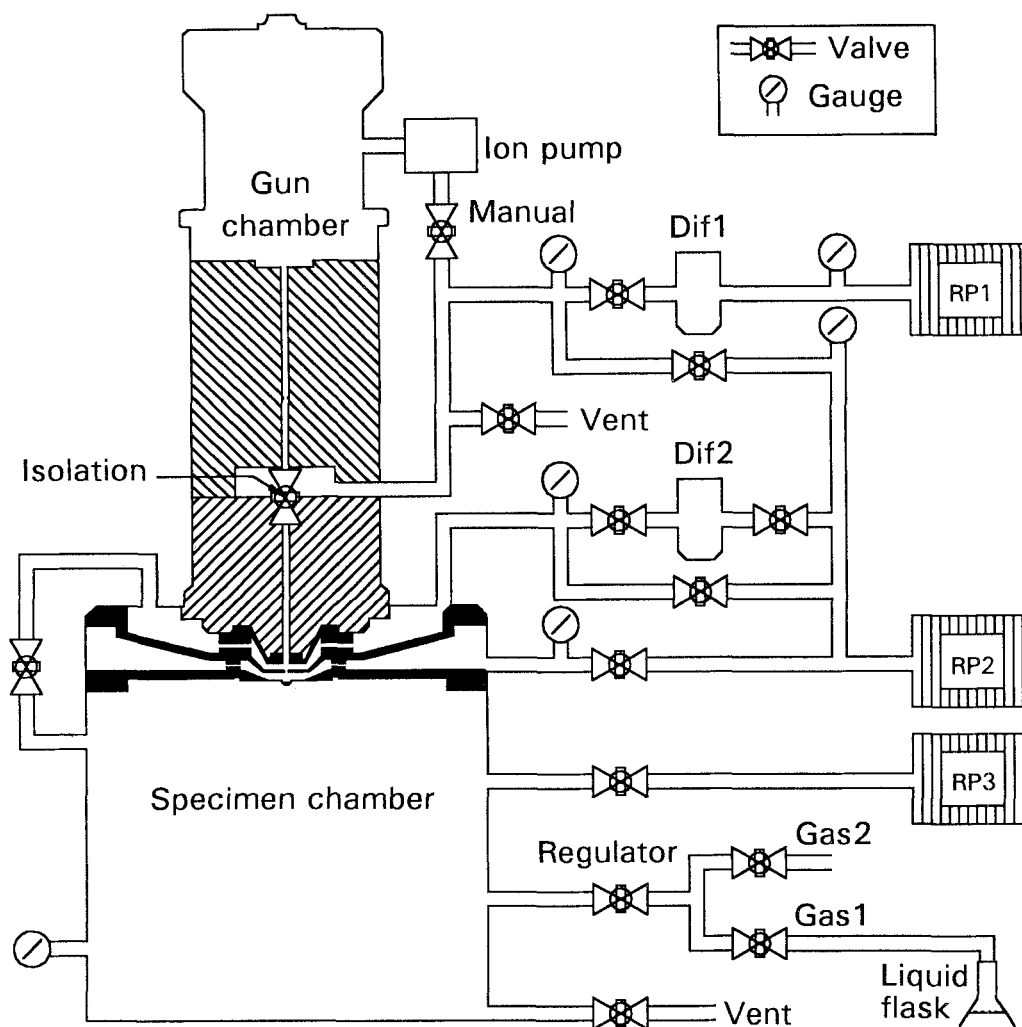 Valve
Gauge
Ion pump
Gun
chamber
Manual
Dif1
RP1
Vent
Isolation
Dif2
RP2
RP3
Specimen chamber
Regulator
Gas2
Gas1
Liquid
flask
Vent